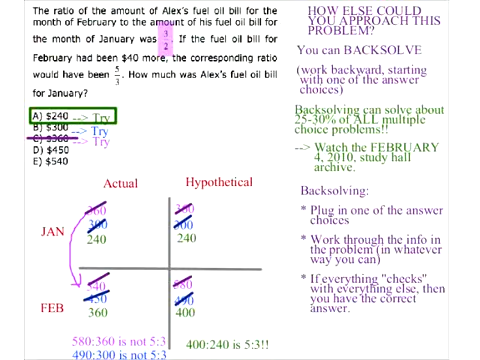 The ratio of the amount of Alex's fuel oil bill for the
month of February to the amount of his fuel oil bill for
the month of January was 3/2. If the fuel oil bill for
February had been $40 more, the corresponding ratio
would have been 5/3. How much was Alex's fuel oil bill
for January?
A) $240 --> Try
B) $300 --> Try
C) $360 --> Try
D) $450
E) $540
Actual Hypothetical
JAN
360 360
300 300
240 240
FEB
540 580
450 490
360 400
580:360 is not 5:3
490:300 is not 5:3
400:240 is 5:3!!
HOW ELSE COULD
YOU APPROACH THIS
PROBLEM?
You can BACKSOLVE
(work backward, starting
with one of the answer
choices)
Backsolving can solve about
25-30% of ALL multiple
choice problems!!
--> Watch the FEBRUARY
4, 2010, study hall
archive.
Backsolving:
* Plug in one of the answer
choices
* Work through the info in
the problem (in whatever
way you can)
* If everything "checks"
with everything else, then
you have the correct
answer.